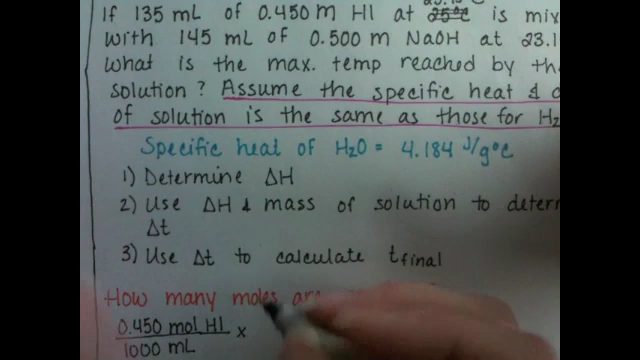 If 135 mL of 0.450 m HI at 25°C is mix
with 145 mL of 0.500 m NaOH at 23.1
What is the max. temp reached by th
solution? Assume the specific heat & d
of solution is the same as those for H2
Specific heat of H2O = 4.184 J/g°C
1) Determine ΔH
2) Use ΔH & mass of solution to deter
Δt
3) Use Δt to calculate tfinal
How many moles are
0.450 mol HI x
1000 mL